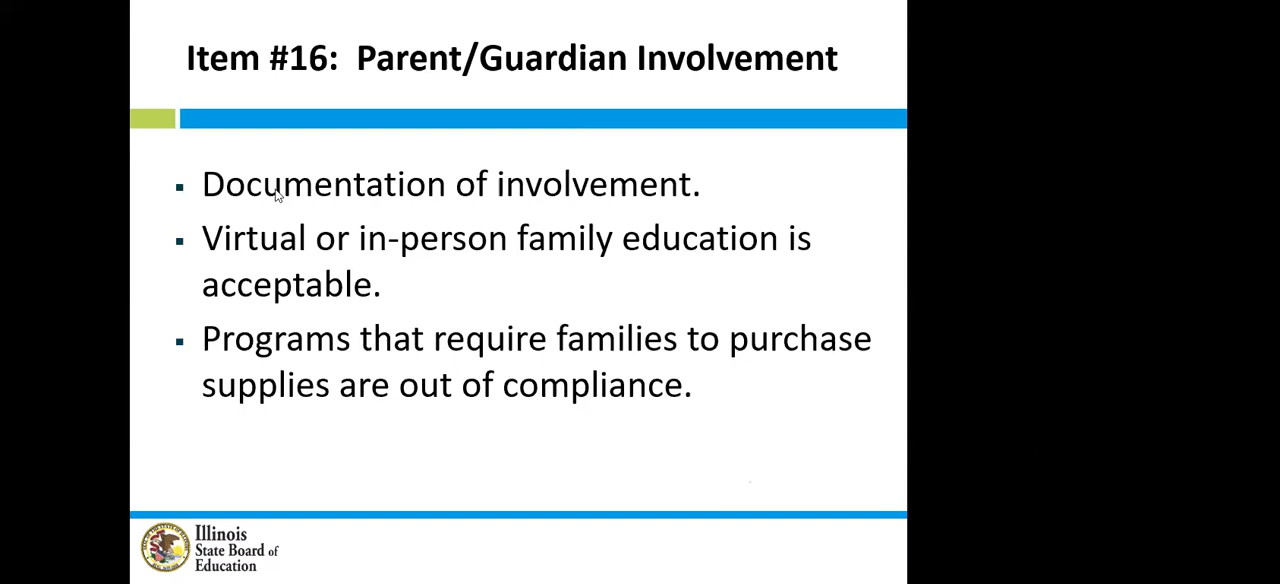 Item #16: Parent/Guardian Involvement
▪ Documentation of involvement.
▪ Virtual or in-person family education is
acceptable.
▪ Programs that require families to purchase
supplies are out of compliance.
Illinois
State Board of
Education